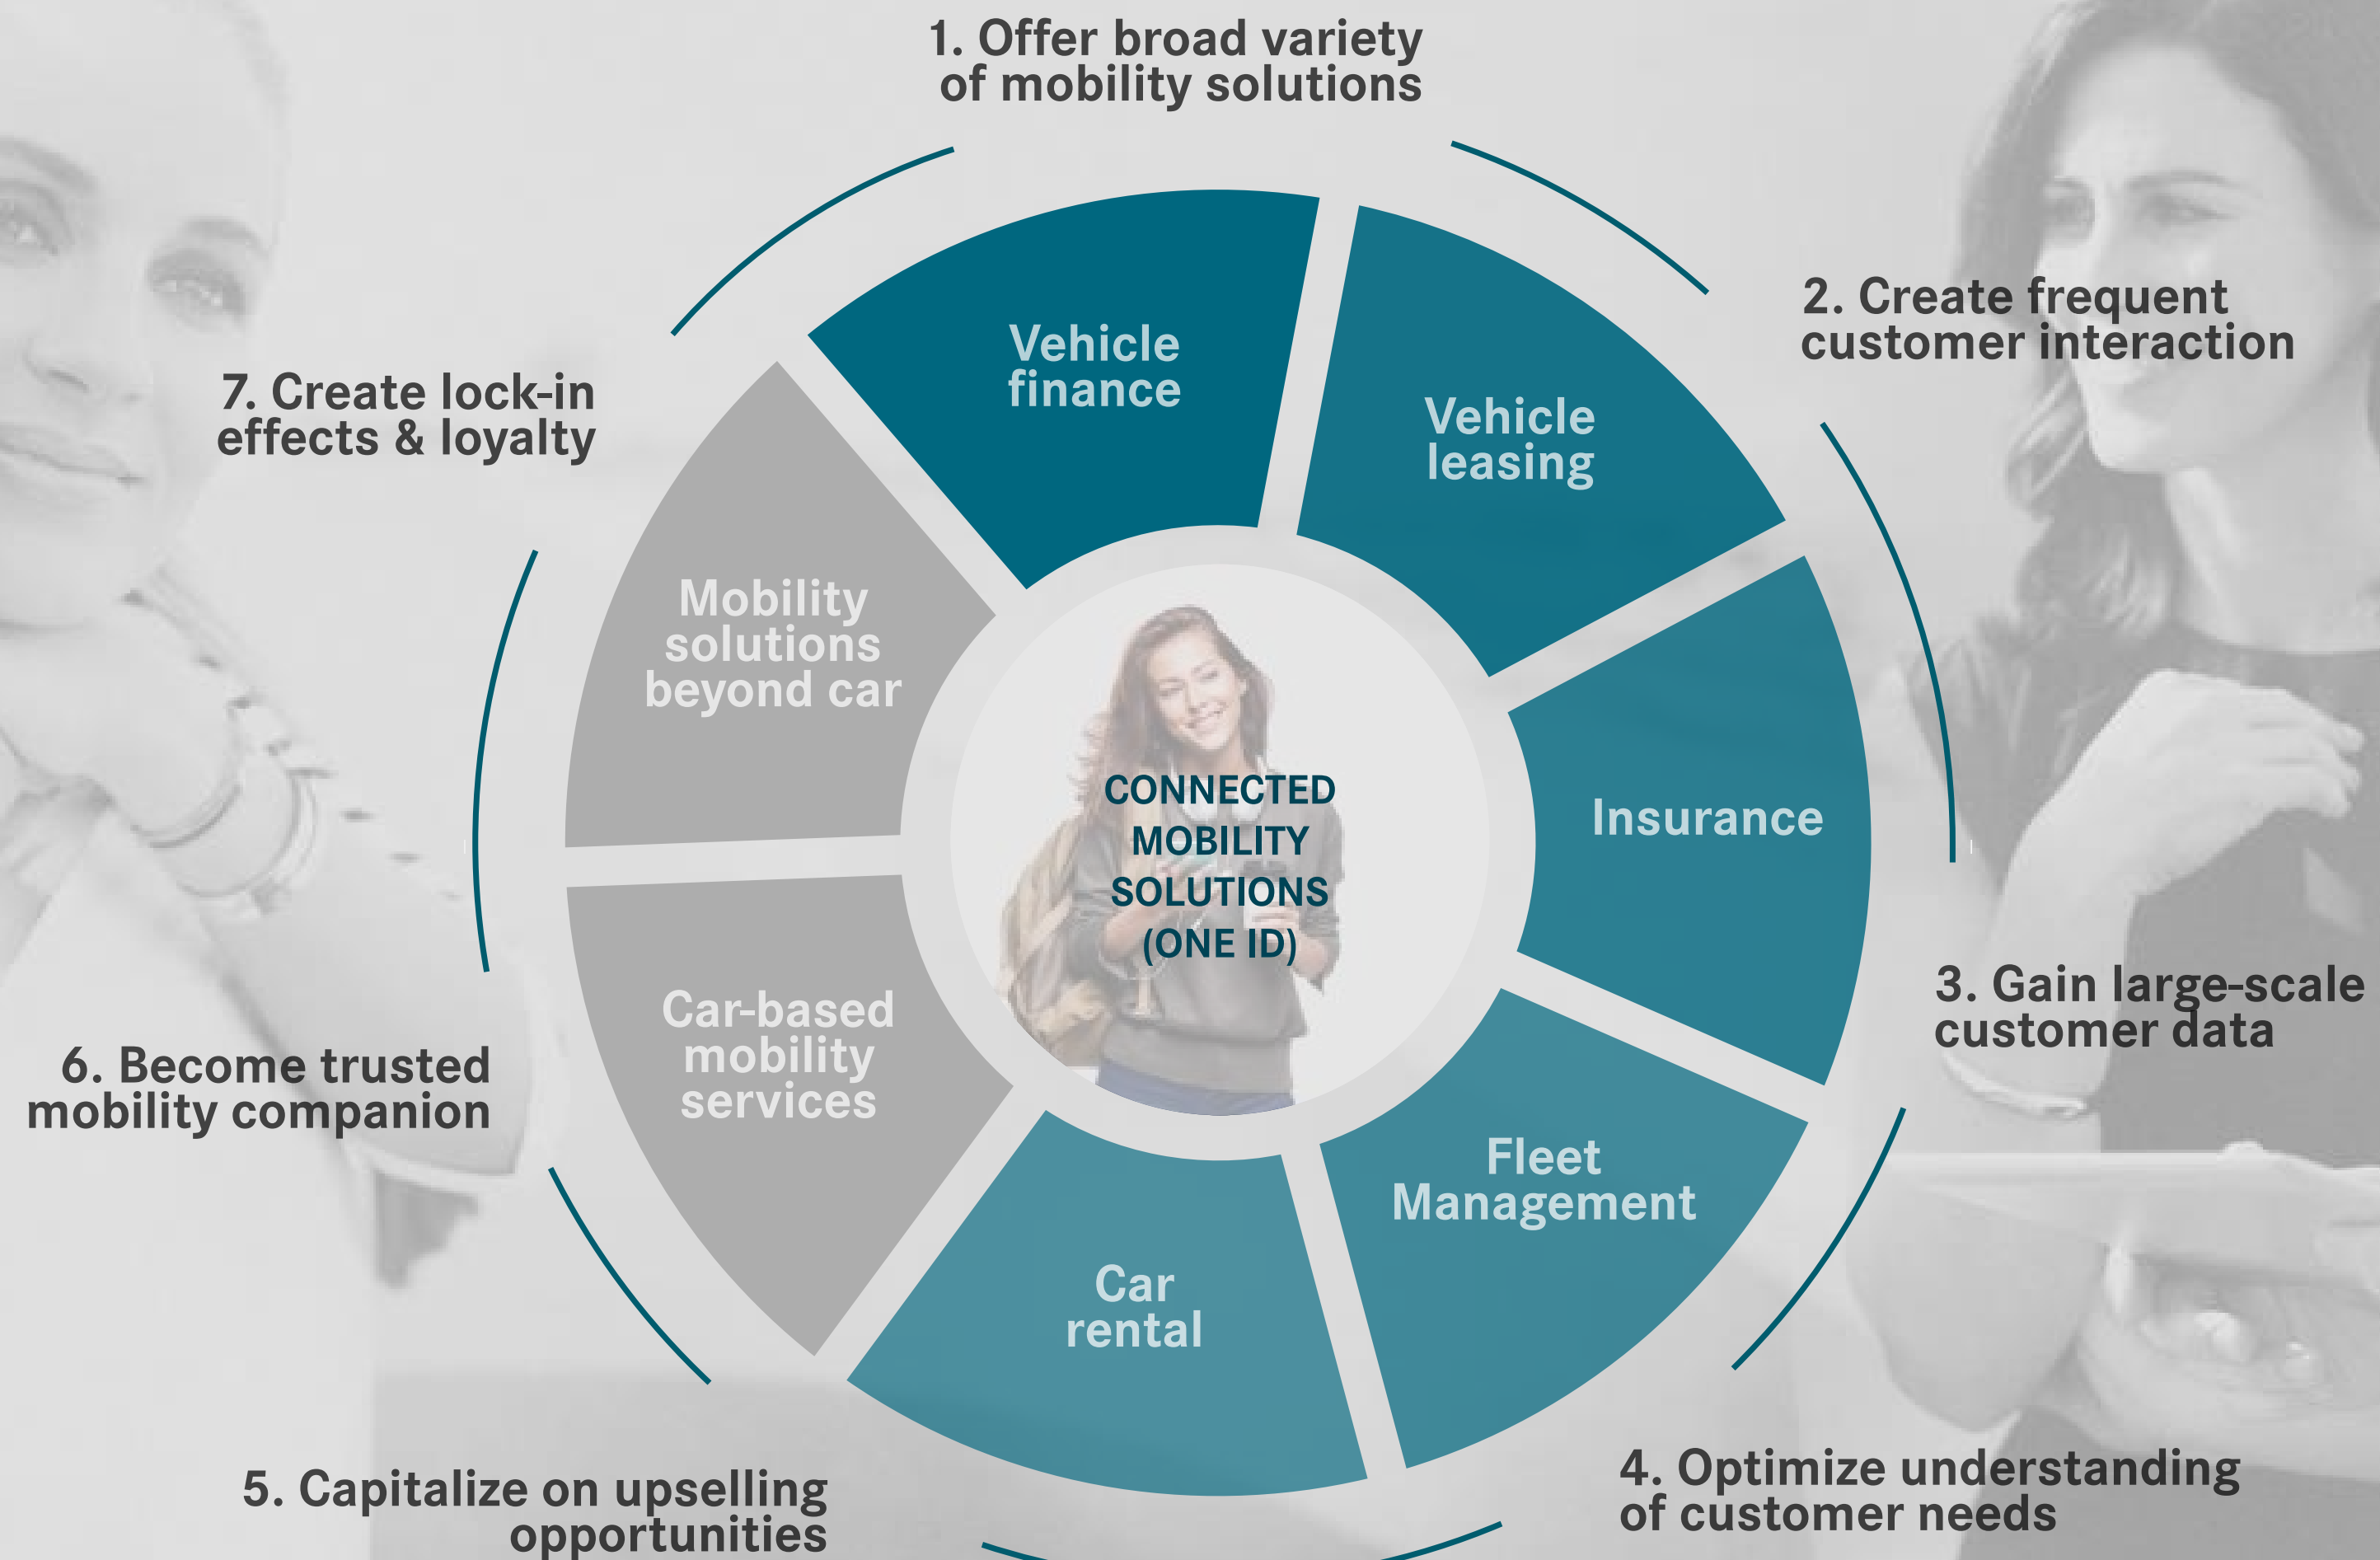 1. Offer broad variety
of mobility solutions
2. Create frequent
customer interaction
3. Gain large-scale
customer data
4. Optimize understanding
of customer needs
5. Capitalize on upselling
opportunities
6. Become trusted
mobility companion
7. Create lock-in
effects & loyalty
Vehicle
finance
Vehicle
leasing
Insurance
Fleet
Management
Car
rental
Car-based
mobility
services
Mobility
solutions
beyond car
CONNECTED
MOBILITY
SOLUTIONS
(ONE ID)